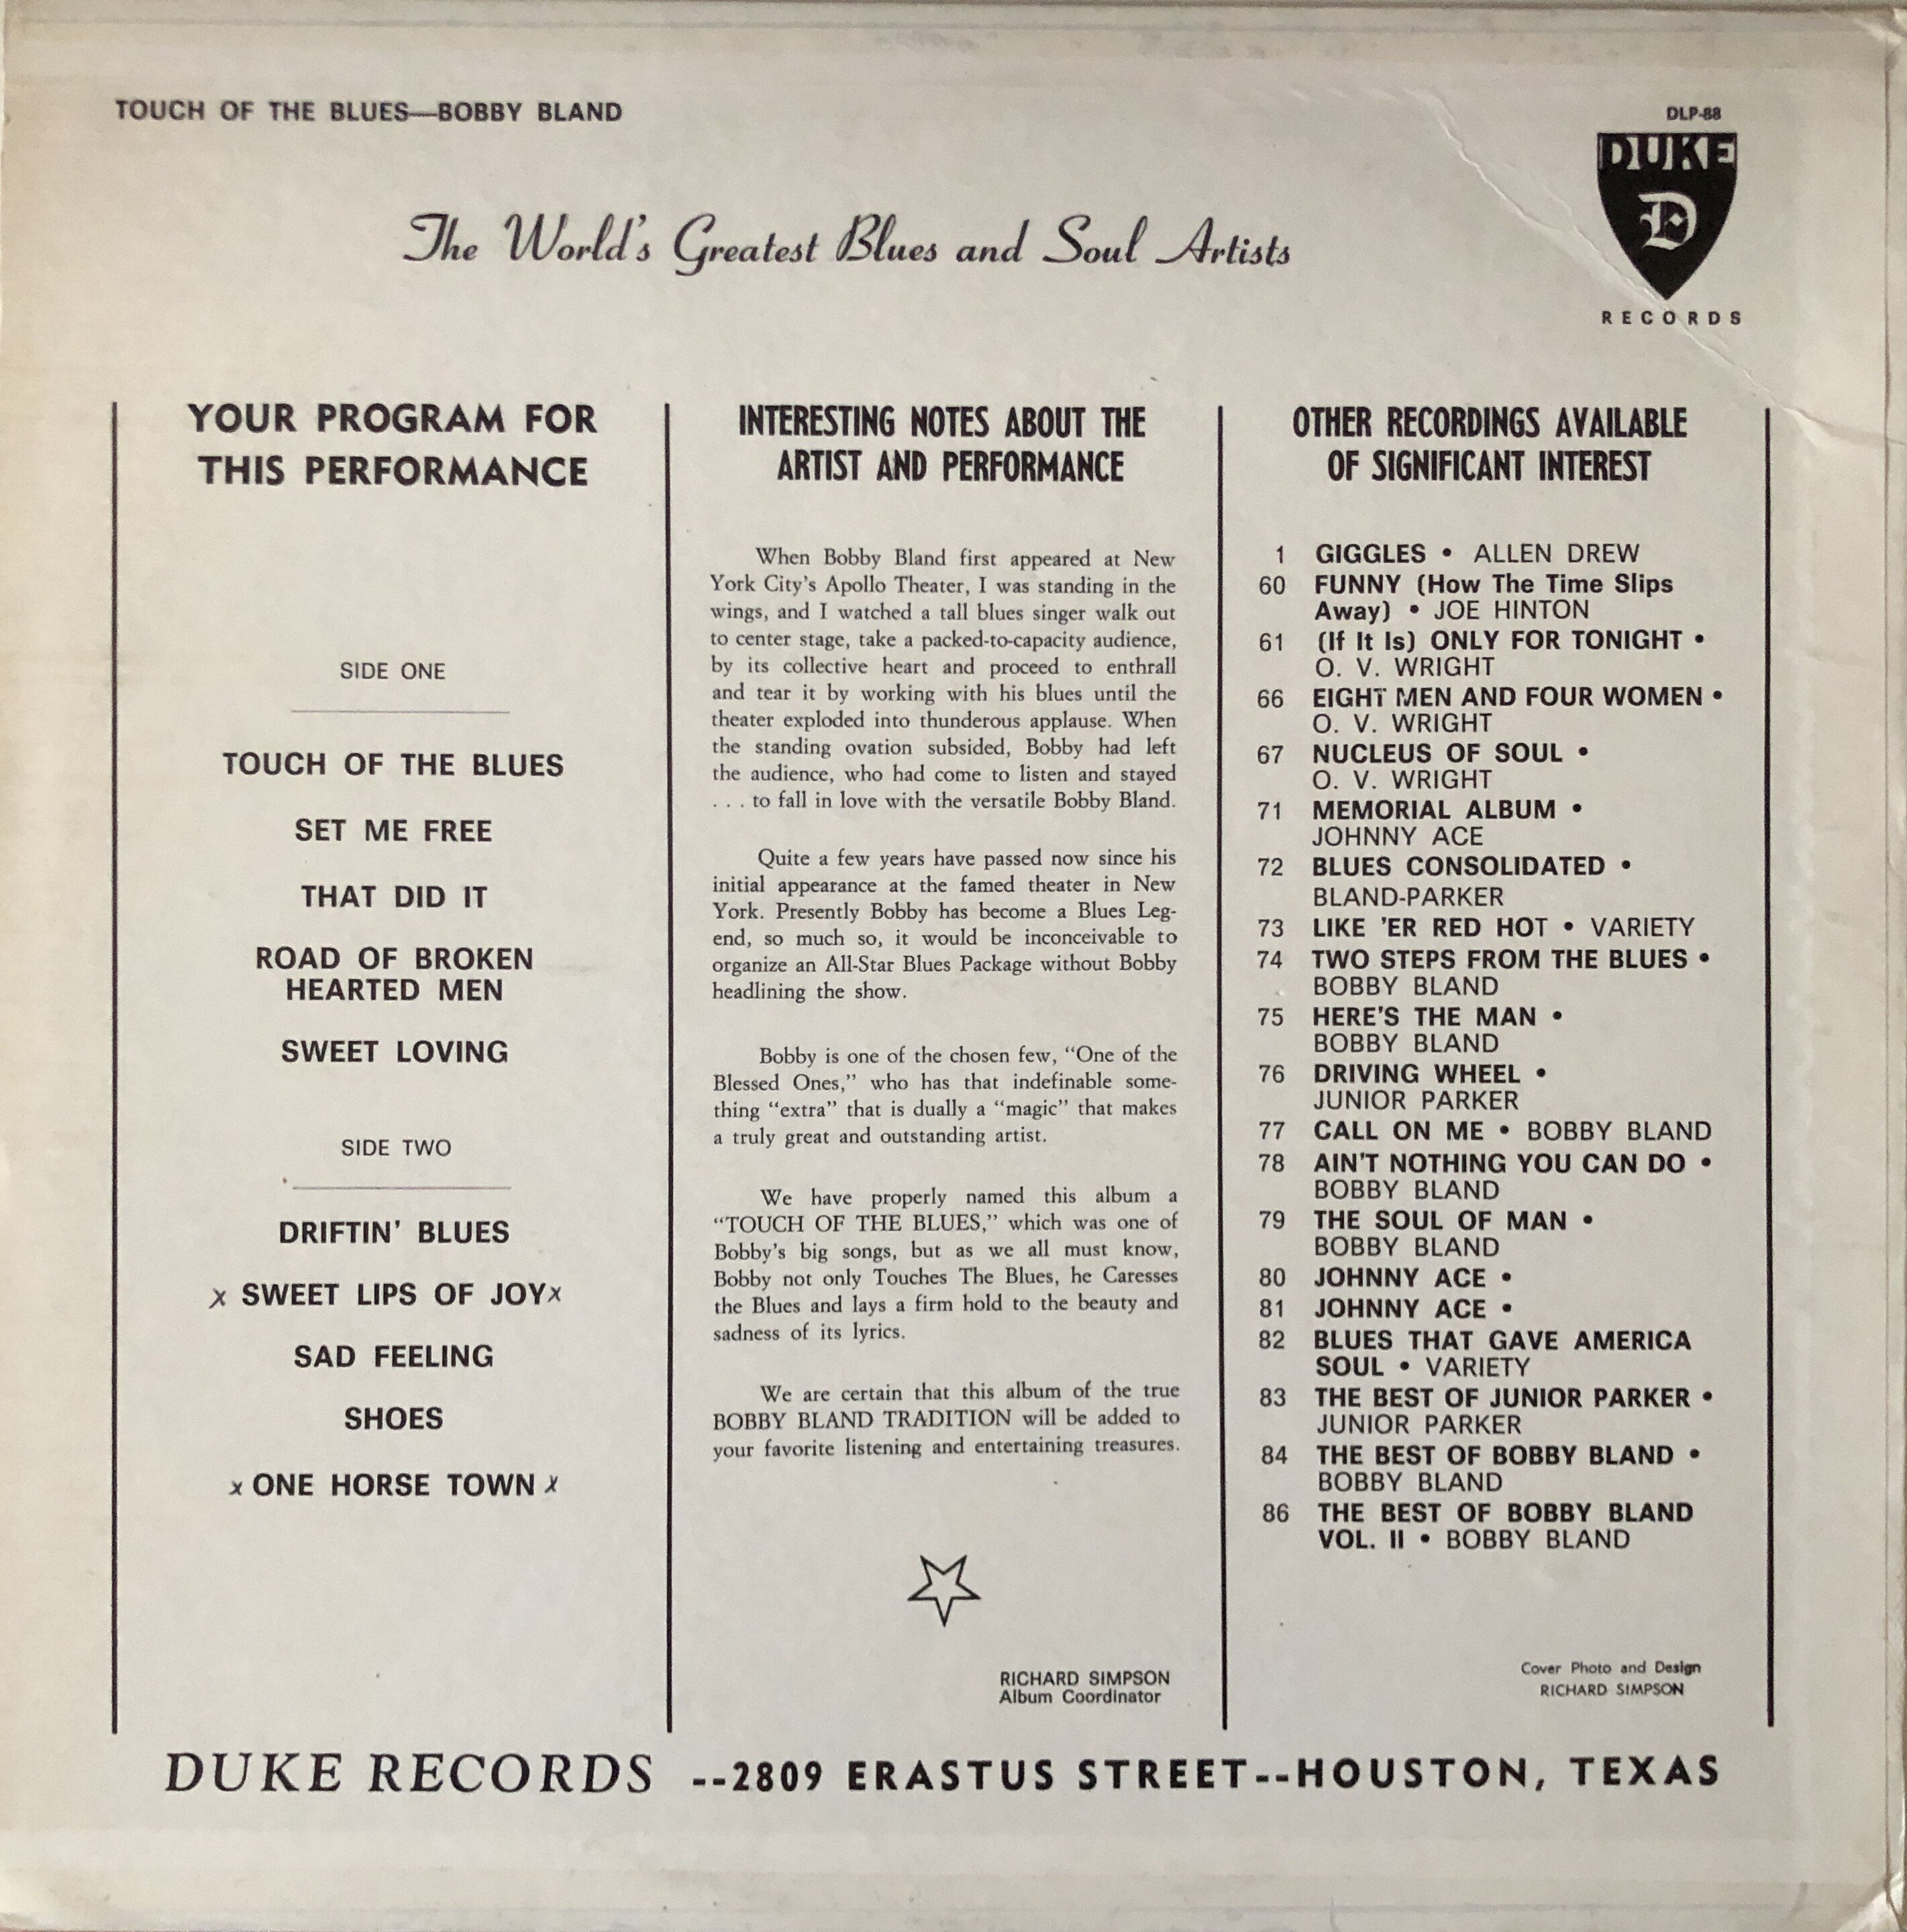 TOUCH OF THE BLUES—BOBBY BLAND
DLP-88
DUKE
D
RECORDS
The World's Greatest Blues and Soul Artists
YOUR PROGRAM FOR
THIS PERFORMANCE
SIDE ONE
TOUCH OF THE BLUES
SET ME FREE
THAT DID IT
ROAD OF BROKEN
HEARTED MEN
SWEET LOVING
SIDE TWO
DRIFTIN' BLUES
x SWEET LIPS OF JOY x
SAD FEELING
SHOES
x ONE HORSE TOWN x
INTERESTING NOTES ABOUT THE
ARTIST AND PERFORMANCE
When Bobby Bland first appeared at New
York City's Apollo Theater, I was standing in the
wings, and I watched a tall blues singer walk out
to center stage, take a packed-to-capacity audience,
by its collective heart and proceed to enthrall
and tear it by working with his blues until the
theater exploded into thunderous applause. When
the standing ovation subsided, Bobby had left
the audience, who had come to listen and stayed
. . . to fall in love with the versatile Bobby Bland.
Quite a few years have passed now since his
initial appearance at the famed theater in New
York. Presently Bobby has become a Blues Leg-
end, so much so, it would be inconceivable to
organize an All-Star Blues Package without Bobby
headlining the show.
Bobby is one of the chosen few, "One of the
Blessed Ones," who has that indefinable some-
thing "extra" that is dually a "magic" that makes
a truly great and outstanding artist.
We have properly named this album a
"TOUCH OF THE BLUES," which was one of
Bobby's big songs, but as we all must know,
Bobby not only Touches The Blues, he Caresses
the Blues and lays a firm hold to the beauty and
sadness of its lyrics.
We are certain that this album of the true
BOBBY BLAND TRADITION will be added to
your favorite listening and entertaining treasures.
RICHARD SIMPSON
Album Coordinator
OTHER RECORDINGS AVAILABLE
OF SIGNIFICANT INTEREST
1 GIGGLES • ALLEN DREW
60 FUNNY (How The Time Slips
Away) • JOE HINTON
61 (If It Is) ONLY FOR TONIGHT •
O. V. WRIGHT
66 EIGHT MEN AND FOUR WOMEN •
O. V. WRIGHT
67 NUCLEUS OF SOUL •
O. V. WRIGHT
71 MEMORIAL ALBUM •
JOHNNY ACE
72 BLUES CONSOLIDATED •
BLAND-PARKER
73 LIKE 'ER RED HOT • VARIETY
74 TWO STEPS FROM THE BLUES •
BOBBY BLAND
75 HERE'S THE MAN •
BOBBY BLAND
76 DRIVING WHEEL •
JUNIOR PARKER
77 CALL ON ME • BOBBY BLAND
78 AIN'T NOTHING YOU CAN DO •
BOBBY BLAND
79 THE SOUL OF MAN •
BOBBY BLAND
80 JOHNNY ACE •
81 JOHNNY ACE •
82 BLUES THAT GAVE AMERICA
SOUL • VARIETY
83 THE BEST OF JUNIOR PARKER •
JUNIOR PARKER
84 THE BEST OF BOBBY BLAND •
BOBBY BLAND
86 THE BEST OF BOBBY BLAND
VOL. II • BOBBY BLAND
Cover Photo and Design
RICHARD SIMPSON
DUKE RECORDS --2809 ERASTUS STREET--HOUSTON, TEXAS